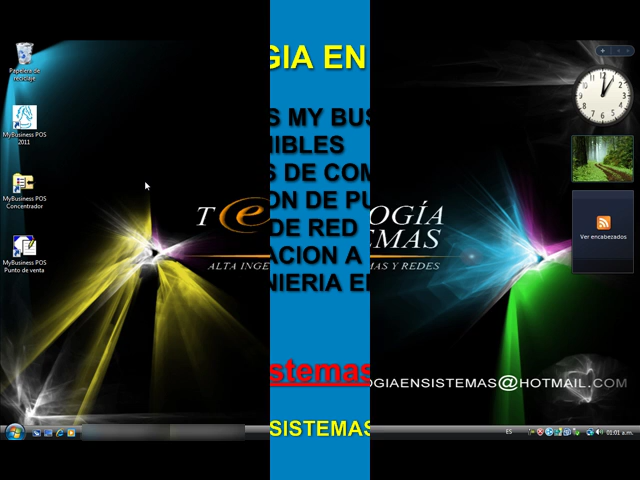 Papelera de
reciclaje
MyBusiness POS
2011
MyBusiness POS
Concentrador
MyBusiness POS
Punto de venta
GIA EN
S MY BUS
NIBLES
S DE COM
ON DE PU
DE RED
ACION A
NIERIA E
stemas
SISTEMAS
T e
OGÍA
EMAS
ALTA INGE
MAS Y REDES
OGIAENSISTEMAS@HOTMAIL.COM
12
Ver encabezados
ES
01:01 a.m.